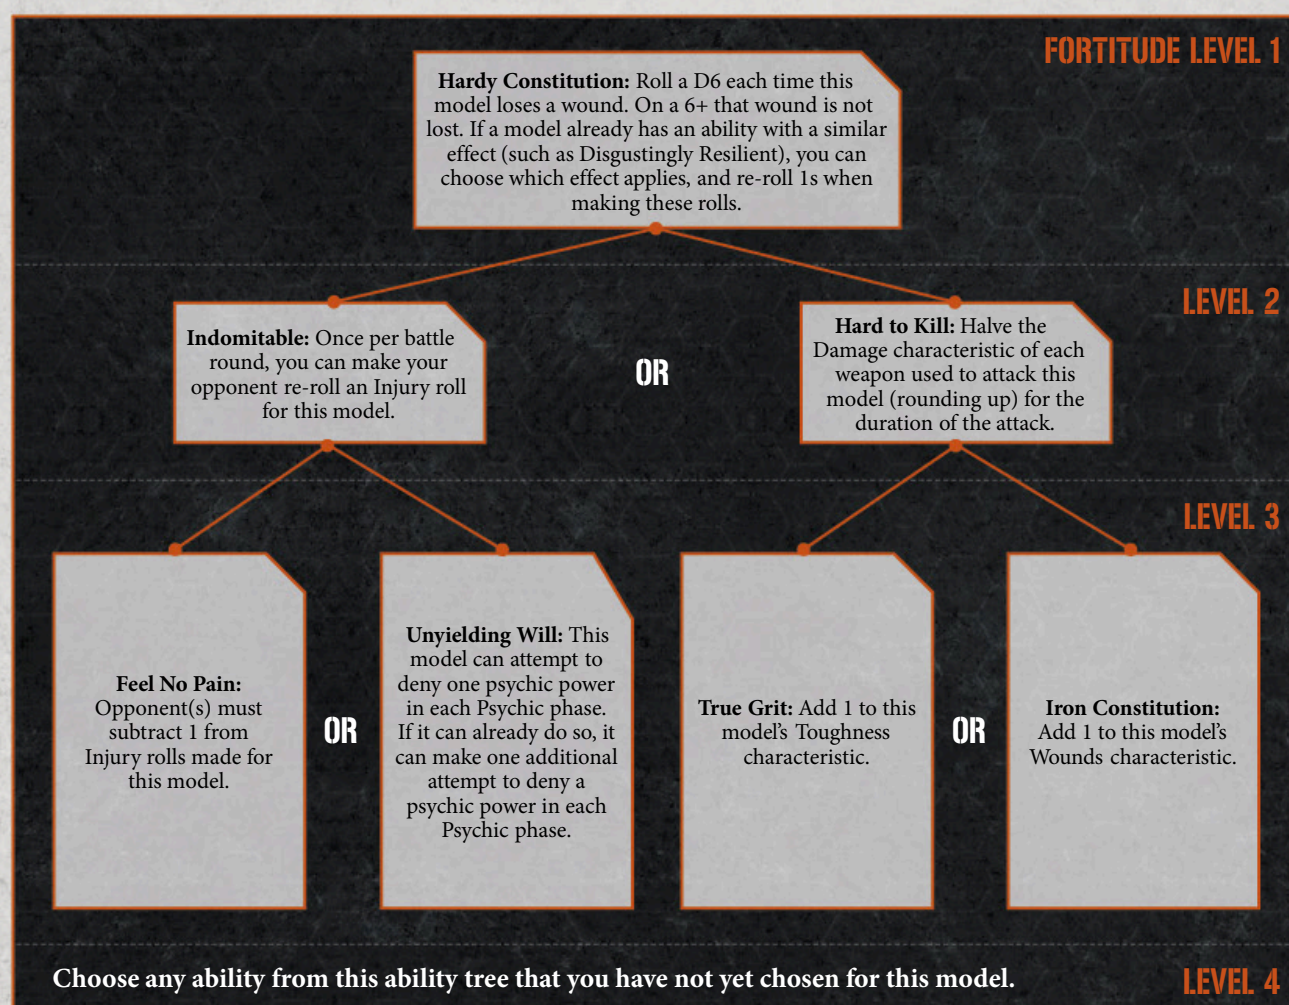 FORTITUDE LEVEL 1
Hardy Constitution: Roll a D6 each time this
model loses a wound. On a 6+ that wound is not
lost. If a model already has an ability with a similar
effect (such as Disgustingly Resilient), you can
choose which effect applies, and re-roll 1s when
making these rolls.
LEVEL 2
Indomitable: Once per battle
round, you can make your
opponent re-roll an Injury roll
for this model.
OR
Hard to Kill: Halve the
Damage characteristic of each
weapon used to attack this
model (rounding up) for the
duration of the attack.
LEVEL 3
Feel No Pain:
Opponent(s) must
subtract 1 from
Injury rolls made for
this model.
OR
Unyielding Will: This
model can attempt to
deny one psychic power
in each Psychic phase.
If it can already do so, it
can make one additional
attempt to deny a
psychic power in each
Psychic phase.
True Grit: Add 1 to this
model's Toughness
characteristic.
OR
Iron Constitution:
Add 1 to this model's
Wounds characteristic.
Choose any ability from this ability tree that you have not yet chosen for this model.
LEVEL 4